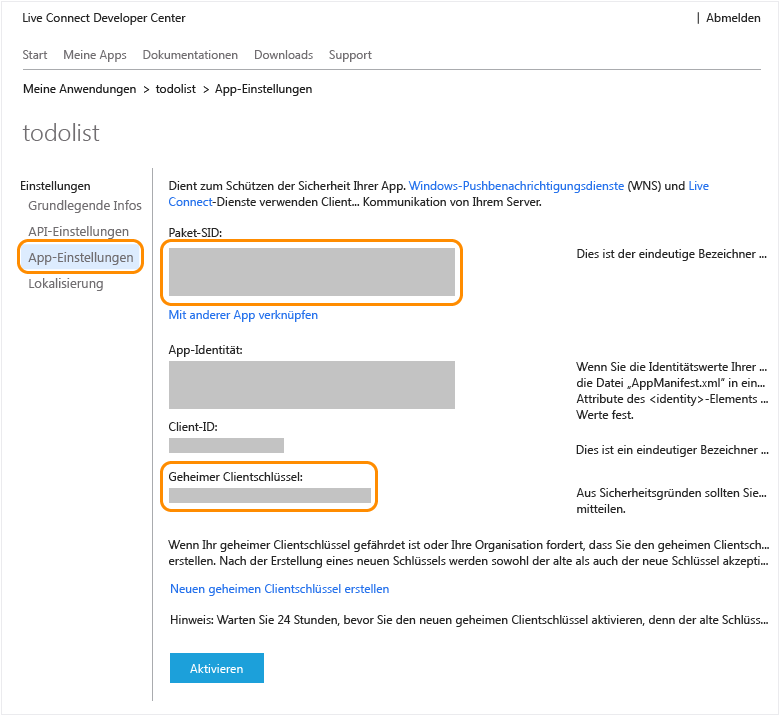 Live Connect Developer Center
| Abmelden
Start Meine Apps Dokumentationen Downloads Support
Meine Anwendungen > todolist > App-Einstellungen
todolist
Einstellungen
Grundlegende Infos
API-Einstellungen
App-Einstellungen
Lokalisierung
Dient zum Schützen der Sicherheit Ihrer App. Windows-Pushbenachrichtigungsdienste (WNS) und Live
Connect-Dienste verwenden Client... Kommunikation von Ihrem Server.
Paket-SID:
Dies ist der eindeutige Bezeichner ...
Mit anderer App verknüpfen
App-Identität:
Wenn Sie die Identitätswerte Ihrer ...
die Datei „AppManifest.xml" in ein...
Attribute des <identity>-Elements ...
Werte fest.
Client-ID:
Dies ist ein eindeutiger Bezeichner ...
Geheimer Clientschlüssel:
Aus Sicherheitsgründen sollten Sie...
mitteilen.
Wenn Ihr geheimer Clientschlüssel gefährdet ist oder Ihre Organisation fordert, dass Sie den geheimen Clientsch...
erstellen. Nach der Erstellung eines neuen Schlüssels werden sowohl der alte als auch der neue Schlüssel akzepti...
Neuen geheimen Clientschlüssel erstellen
Hinweis: Warten Sie 24 Stunden, bevor Sie den neuen geheimen Clientschlüssel aktivieren, denn der alte Schlüss...
Aktivieren